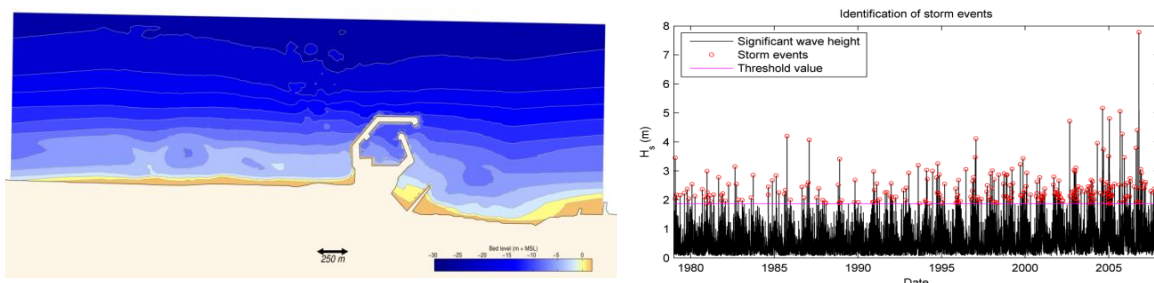 250 m
Bed level (m + MSL)
−30 −25 −20 −15 −10 −5 0
Identification of storm events
Significant wave height
Storm events
Threshold value
H_s (m)
8
7
6
5
4
3
2
1
0
1980 1985 1990 1995 2000 2005
Date